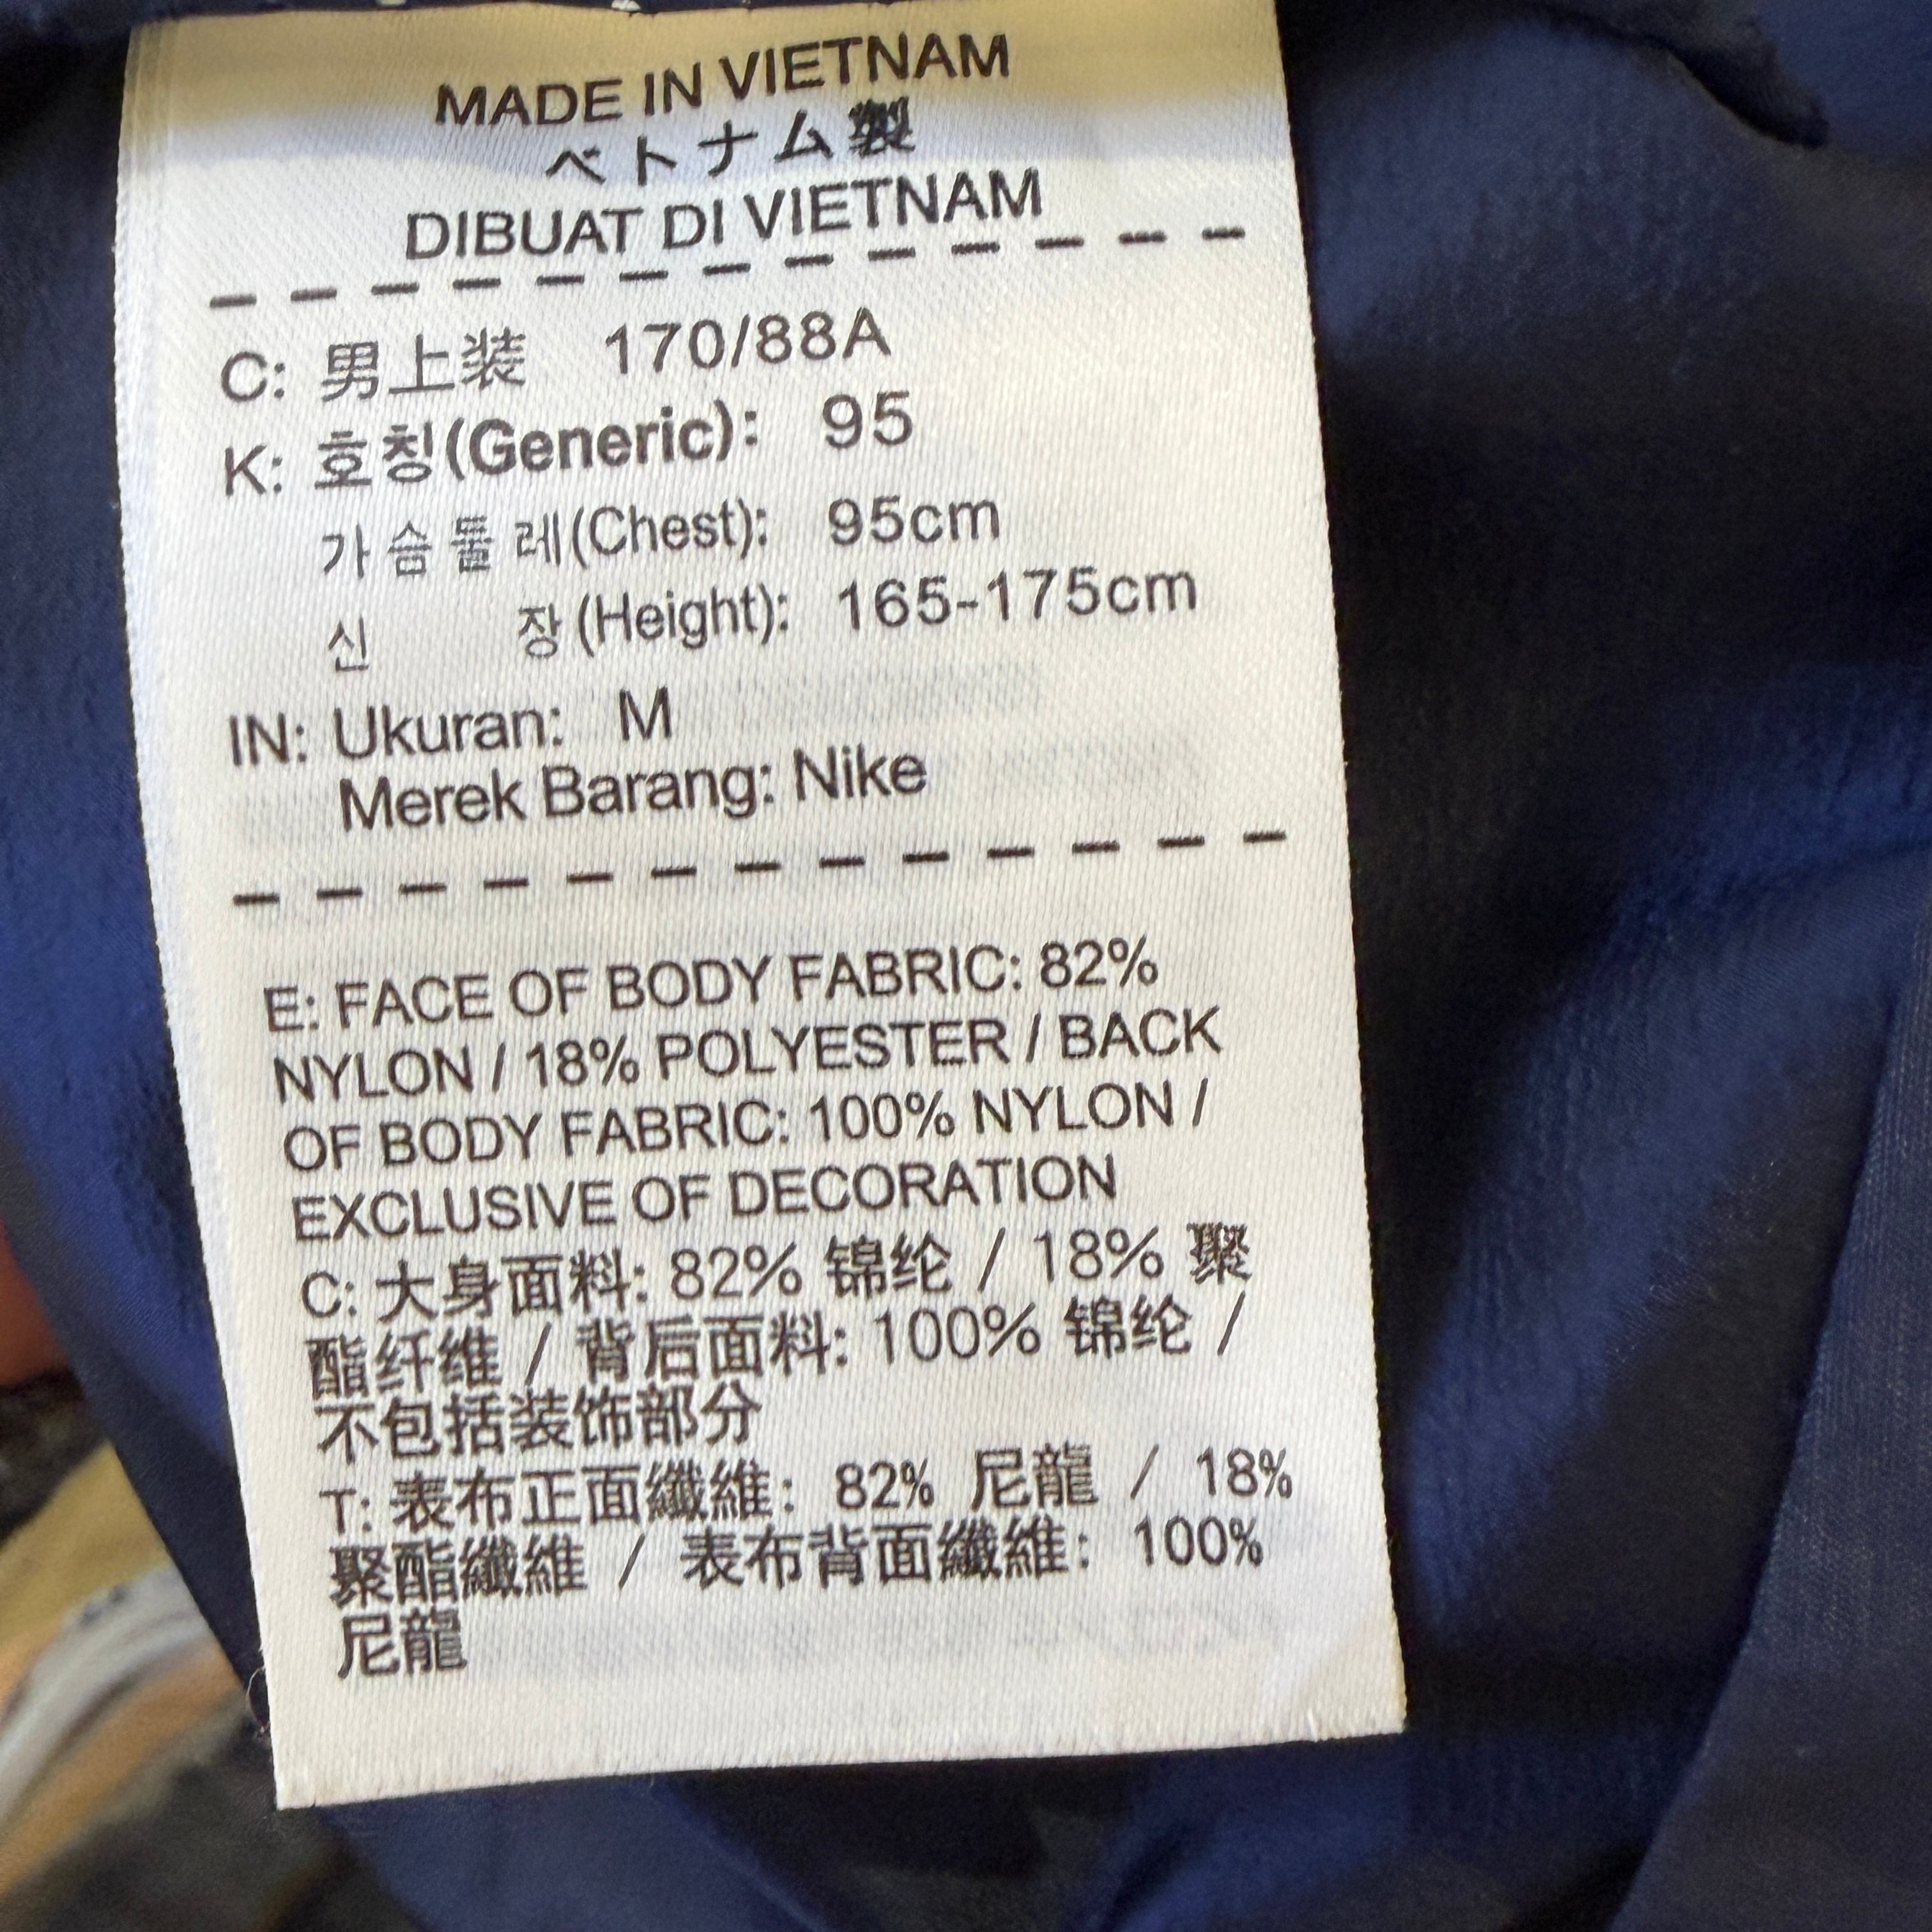 MADE IN VIETNAM
ベトナム製
DIBUAT DI VIETNAM
C: 男上装 170/88A
K: 호칭(Generic): 95
가슴둘레(Chest): 95cm
신 장(Height): 165-175cm
IN: Ukuran: M
Merek Barang: Nike
E: FACE OF BODY FABRIC: 82%
NYLON / 18% POLYESTER / BACK
OF BODY FABRIC: 100% NYLON /
EXCLUSIVE OF DECORATION
C: 大身面料: 82% 锦纶 / 18% 聚
酯纤维 / 背后面料: 100% 锦纶 /
不包括装饰部分
T: 表布正面纖維: 82% 尼龍 / 18%
聚酯纖維 / 表布背面纖維: 100%
尼龍